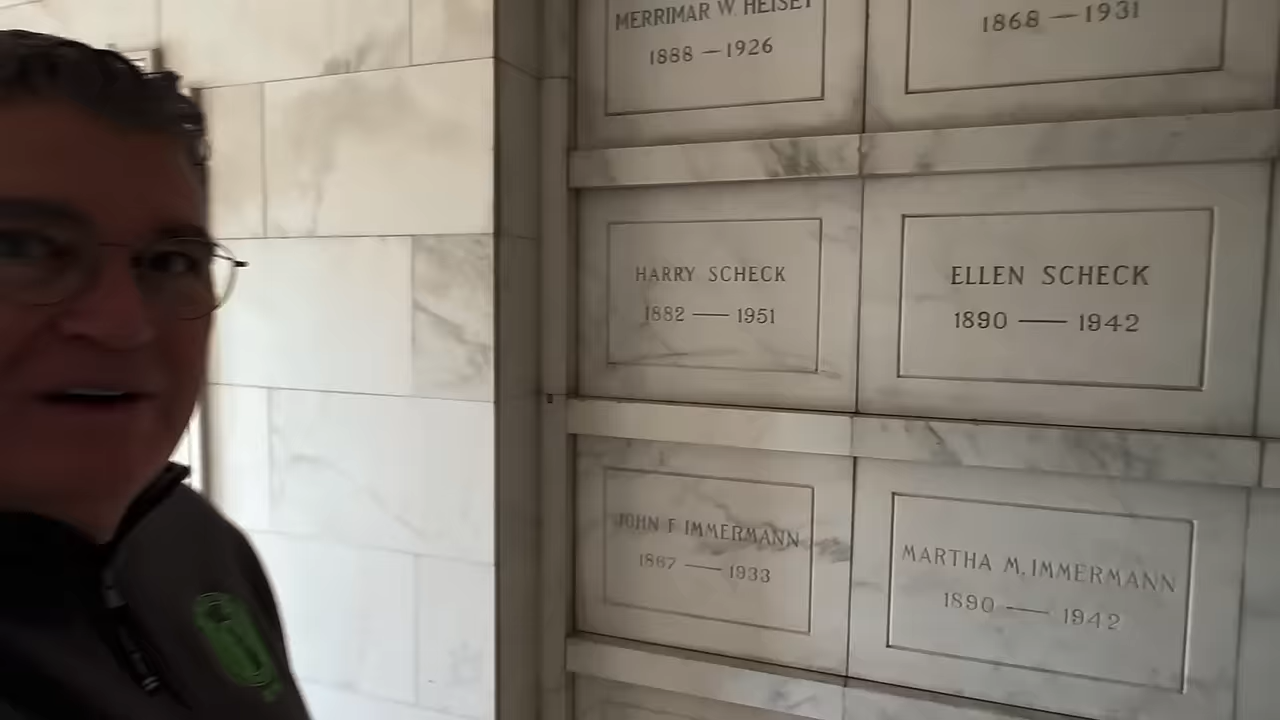 MERRIMAR W. HEISEY
1888 — 1926
1868 — 1931
HARRY SCHECK
1882 — 1951
ELLEN SCHECK
1890 — 1942
JOHN F IMMERMANN
1867 — 1933
MARTHA M. IMMERMANN
1890 — 1942